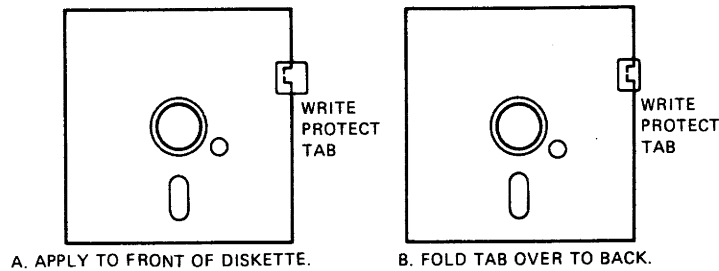 WRITE
PROTECT
TAB
A. APPLY TO FRONT OF DISKETTE.
WRITE
PROTECT
TAB
B. FOLD TAB OVER TO BACK.